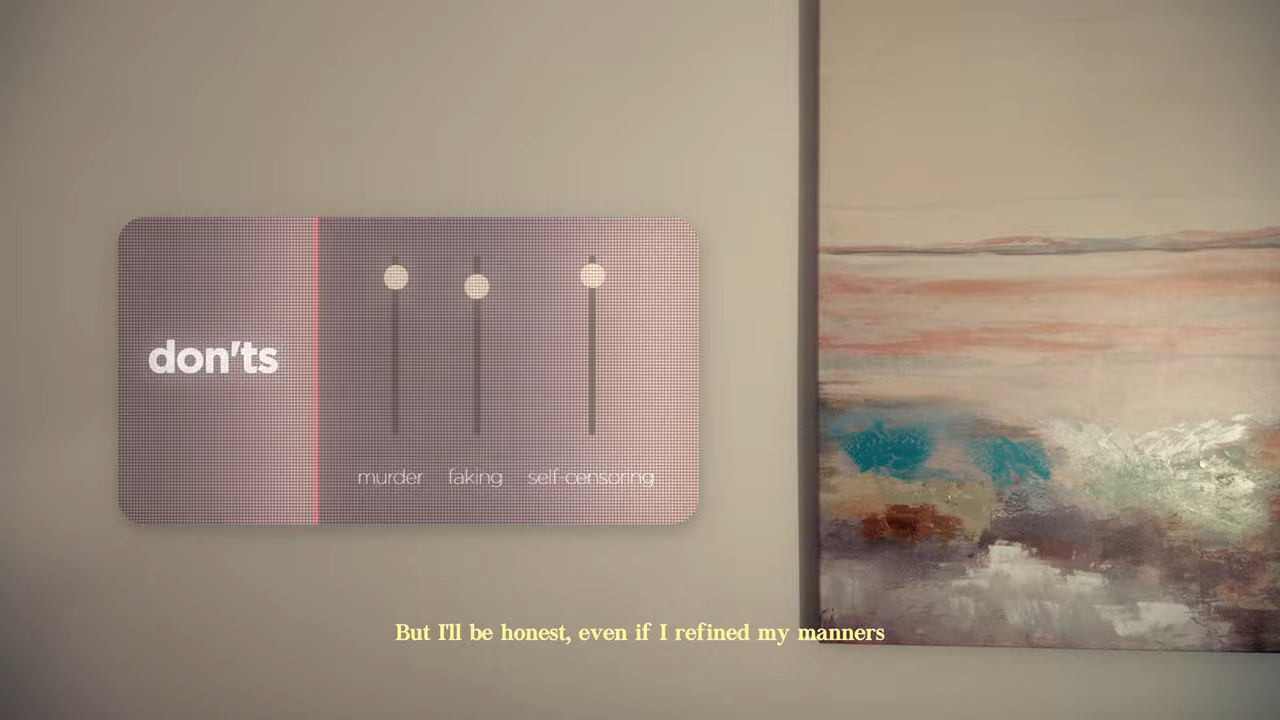 don'ts
murder faking self-censoring
But I'll be honest, even if I refined my manners